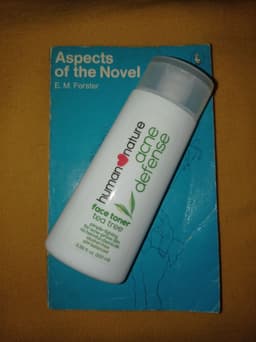 Aspects
of the Novel
E. M. Forster
human nature
acne
defense
face toner
tea tree